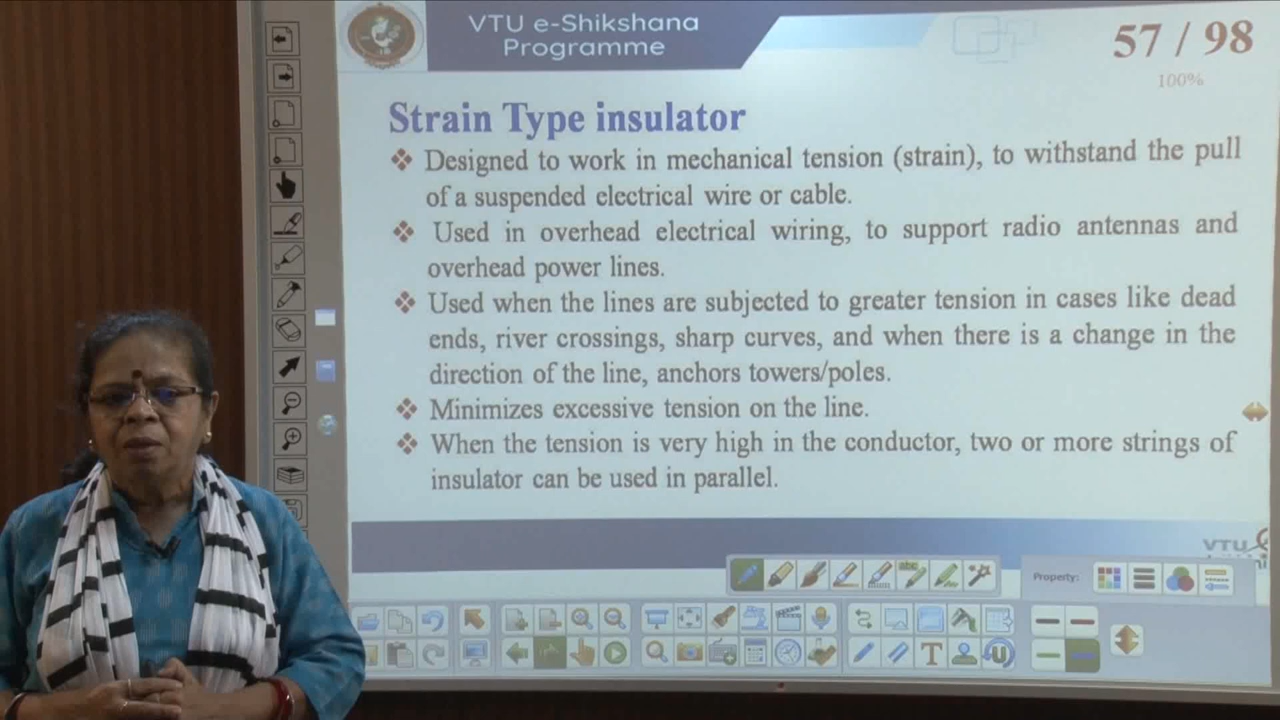 VTU e-Shikshana
Programme
57 / 98
100%
Strain Type insulator
❖ Designed to work in mechanical tension (strain), to withstand the pull
of a suspended electrical wire or cable.
❖ Used in overhead electrical wiring, to support radio antennas and
overhead power lines.
❖ Used when the lines are subjected to greater tension in cases like dead
ends, river crossings, sharp curves, and when there is a change in the
direction of the line, anchors towers/poles.
❖ Minimizes excessive tension on the line.
❖ When the tension is very high in the conductor, two or more strings of
insulator can be used in parallel.
VTU
Property:
abc
T
U